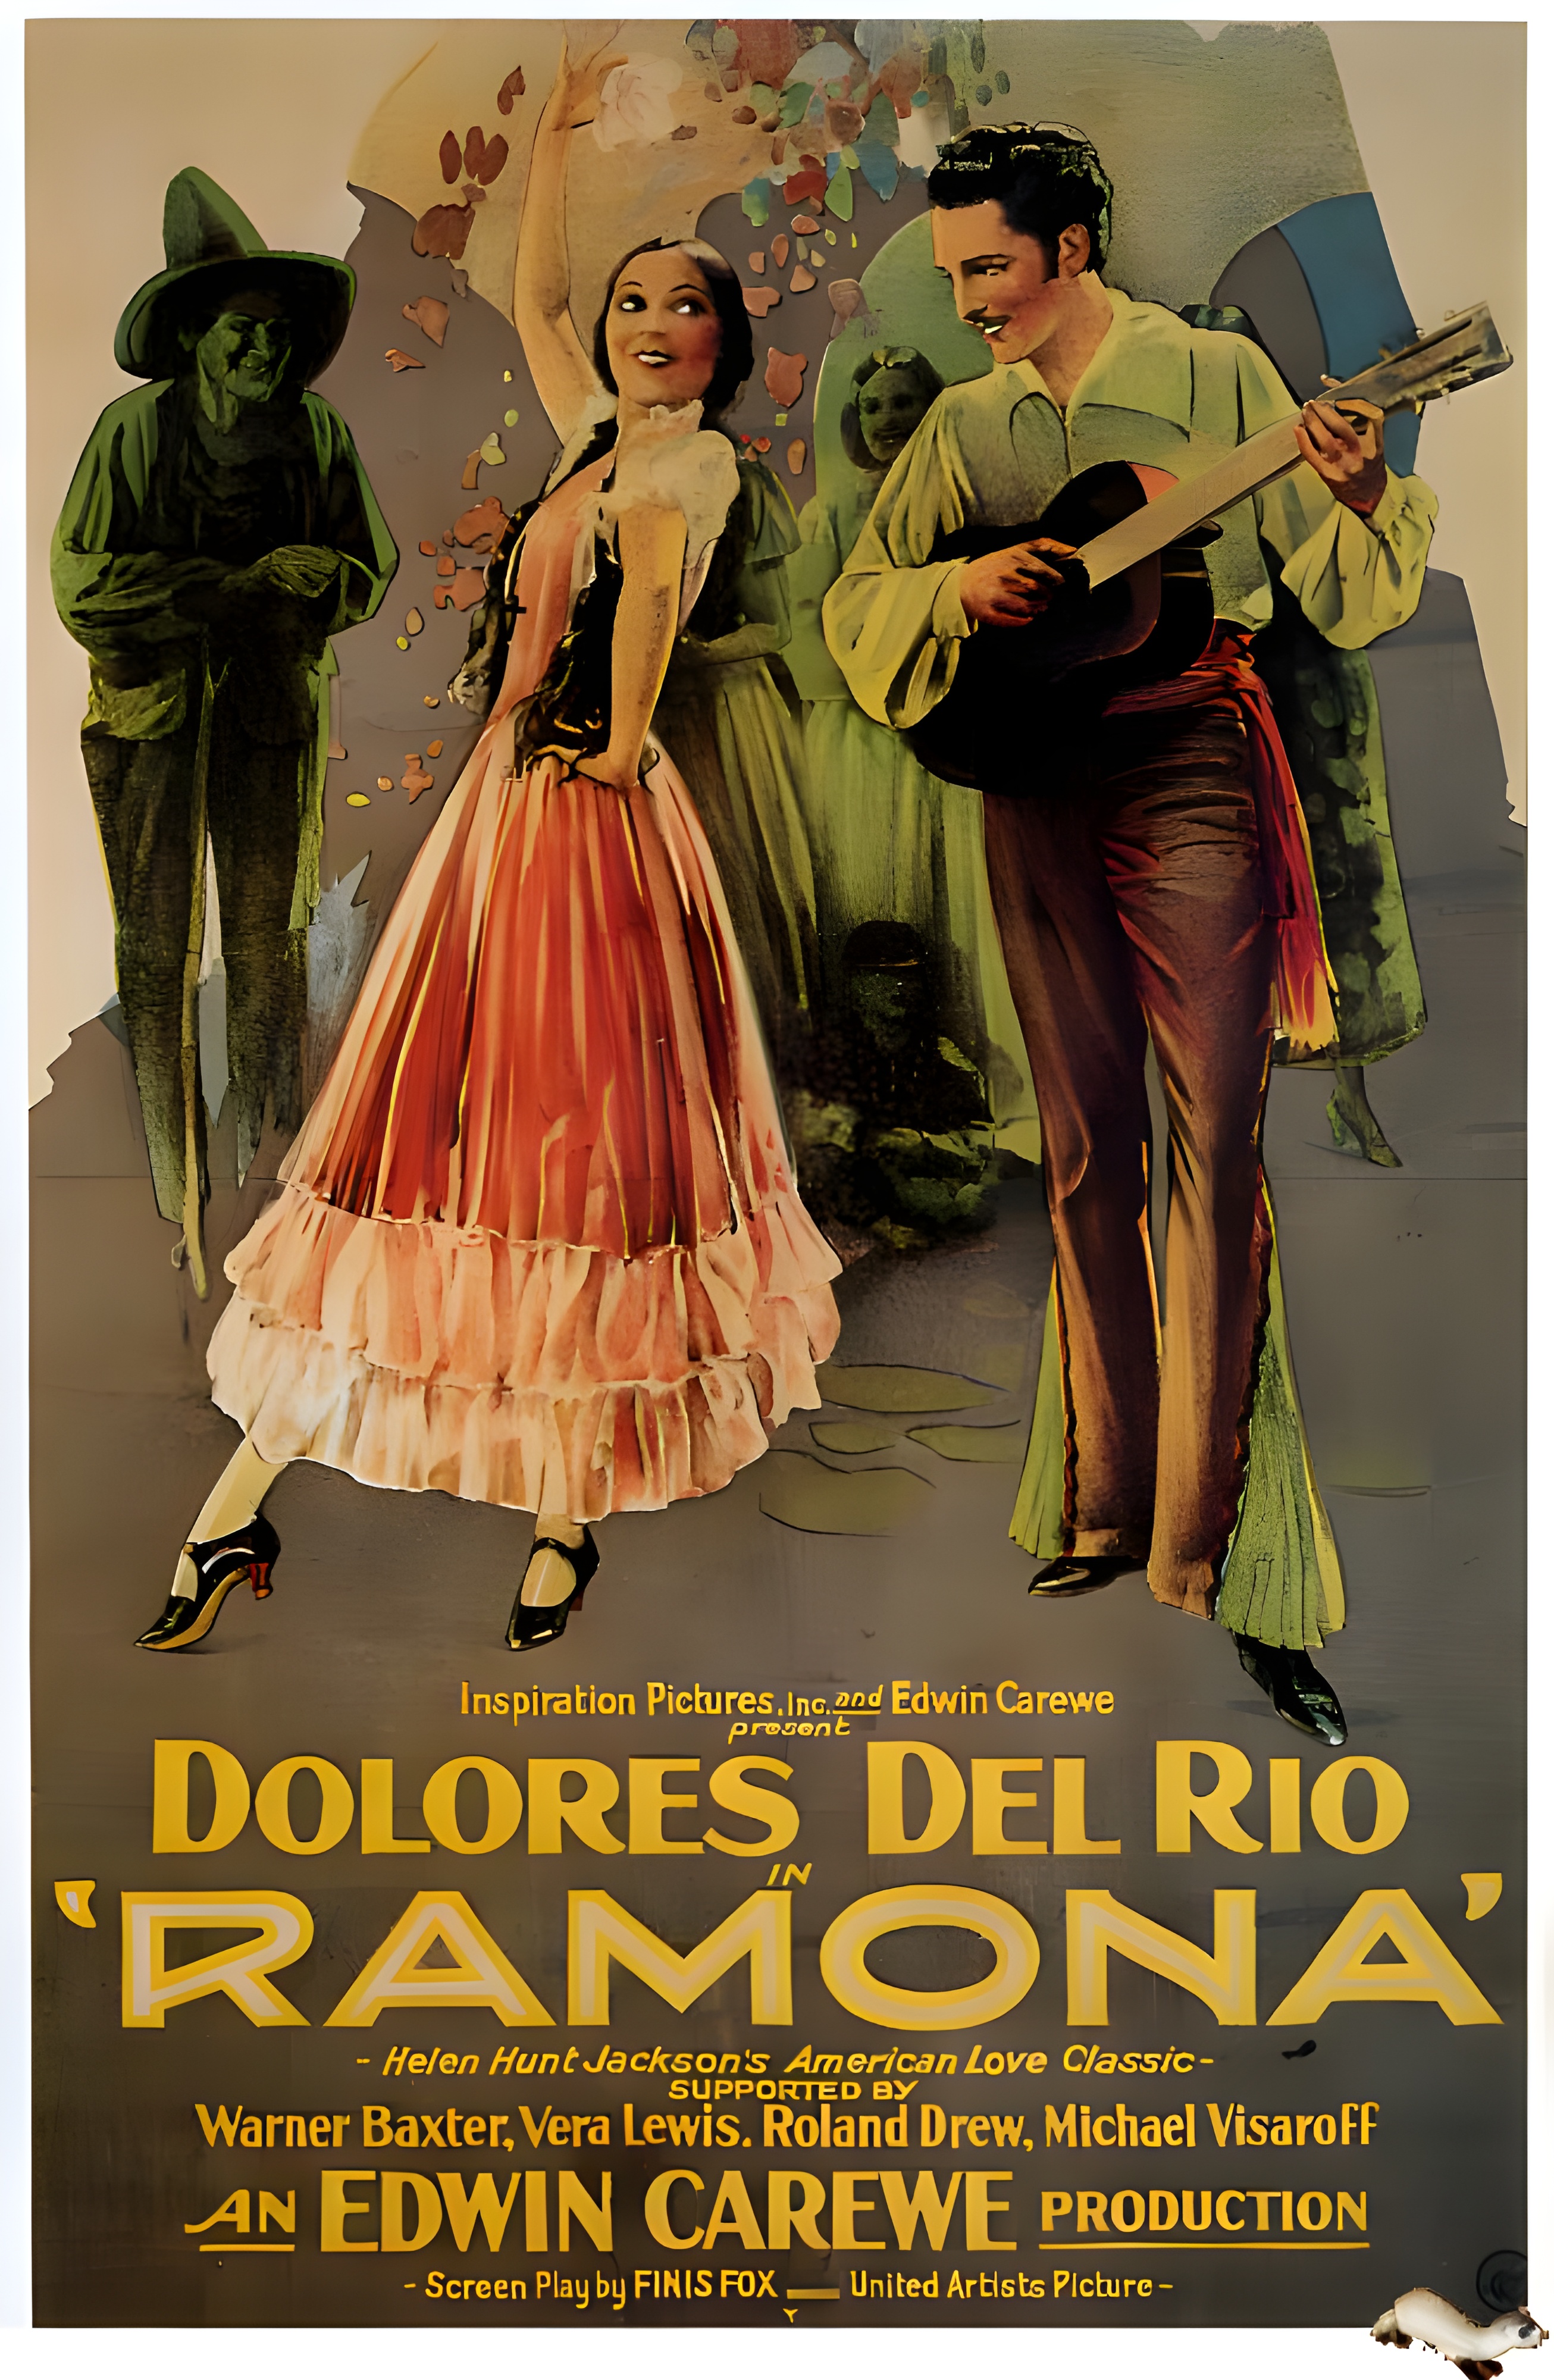 Inspiration Pictures, Inc. and Edwin Carewe
present
DOLORES DEL RIO
IN
'RAMONA'
- Helen Hunt Jackson's American Love Classic -
SUPPORTED BY
Warner Baxter, Vera Lewis. Roland Drew, Michael Visaroff
AN EDWIN CAREWE PRODUCTION
- Screen Play by FINIS FOX — United Artists Picture -